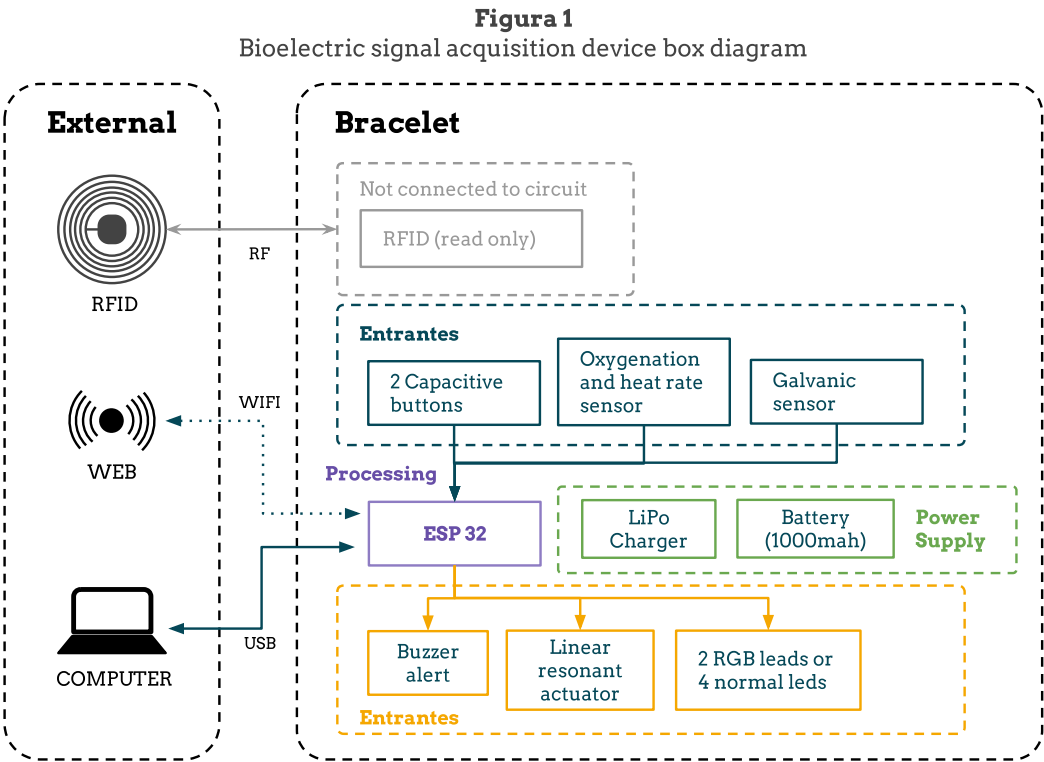 Figura 1
Bioelectric signal acquisition device box diagram
External
Bracelet
Not connected to circuit
RFID (read only)
RF
RFID
Entrantes
2 Capacitive
buttons
Oxygenation
and heat rate
sensor
Galvanic
sensor
WIFI
WEB
Processing
ESP 32
LiPo
Charger
Battery
(1000mah)
Power
Supply
USB
COMPUTER
Buzzer
alert
Linear
resonant
actuator
2 RGB leads or
4 normal leds
Entrantes